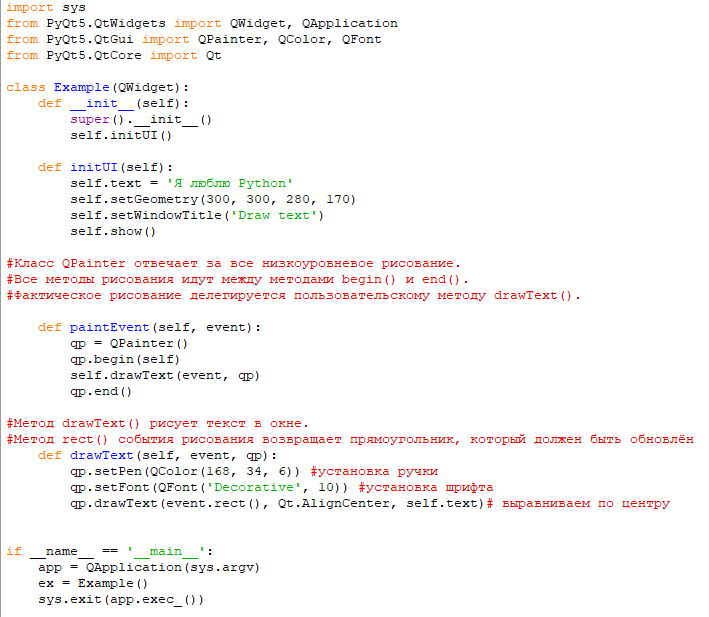 import sys
from PyQt5.QtWidgets import QWidget, QApplication
from PyQt5.QtGui import QPainter, QColor, QFont
from PyQt5.QtCore import Qt

class Example(QWidget):
    def __init__(self):
        super().__init__()
        self.initUI()

    def initUI(self):
        self.text = 'Я люблю Python'
        self.setGeometry(300, 300, 280, 170)
        self.setWindowTitle('Draw text')
        self.show()

#Класс QPainter отвечает за все низкоуровневое рисование.
#Все методы рисования идут между методами begin() и end().
#Фактическое рисование делегируется пользовательскому методу drawText().

    def paintEvent(self, event):
        qp = QPainter()
        qp.begin(self)
        self.drawText(event, qp)
        qp.end()

#Метод drawText() рисует текст в окне.
#Метод rect() события рисования возвращает прямоугольник, который должен быть обновлён
    def drawText(self, event, qp):
        qp.setPen(QColor(168, 34, 6)) #установка ручки
        qp.setFont(QFont('Decorative', 10)) #установка шрифта
        qp.drawText(event.rect(), Qt.AlignCenter, self.text)# выравниваем по центру


if __name__ == '__main__':
    app = QApplication(sys.argv)
    ex = Example()
    sys.exit(app.exec_())